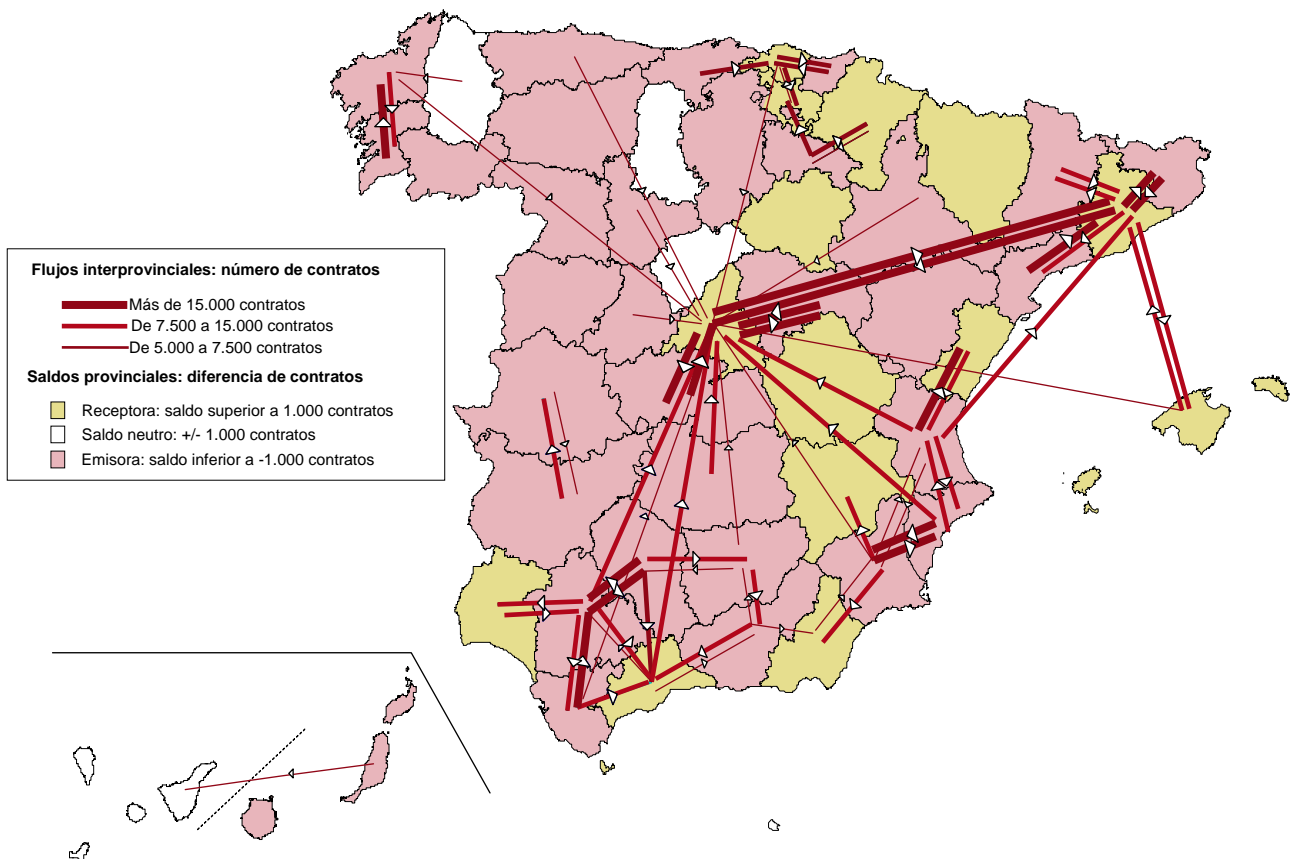 Flujos interprovinciales: número de contratos
Más de 15.000 contratos
De 7.500 a 15.000 contratos
De 5.000 a 7.500 contratos
Saldos provinciales: diferencia de contratos
Receptora: saldo superior a 1.000 contratos
Saldo neutro: +/- 1.000 contratos
Emisora: saldo inferior a -1.000 contratos